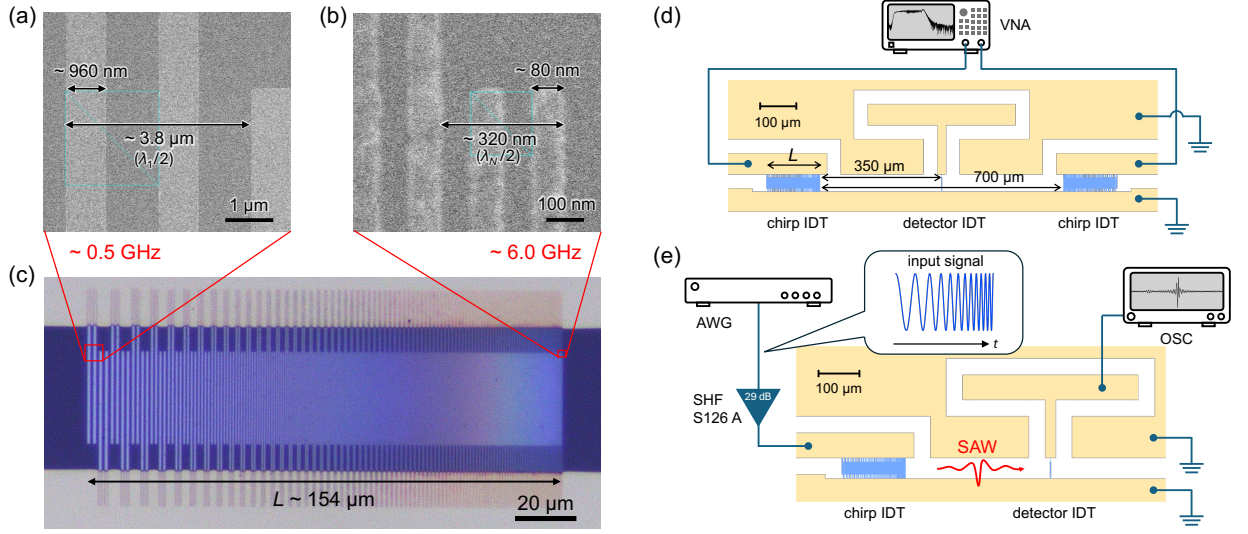 (a)
~ 960 nm
~ 3.8 µm
(λ1/2)
1 µm
~ 0.5 GHz
(b)
~ 80 nm
~ 320 nm
(λN/2)
100 nm
~ 6.0 GHz
(c)
L ~ 154 µm
20 µm
(d)
VNA
100 µm
L
350 µm
700 µm
chirp IDT
detector IDT
chirp IDT
(e)
input signal
t
AWG
OSC
100 µm
29 dB
SHF
S126 A
SAW
chirp IDT
detector IDT